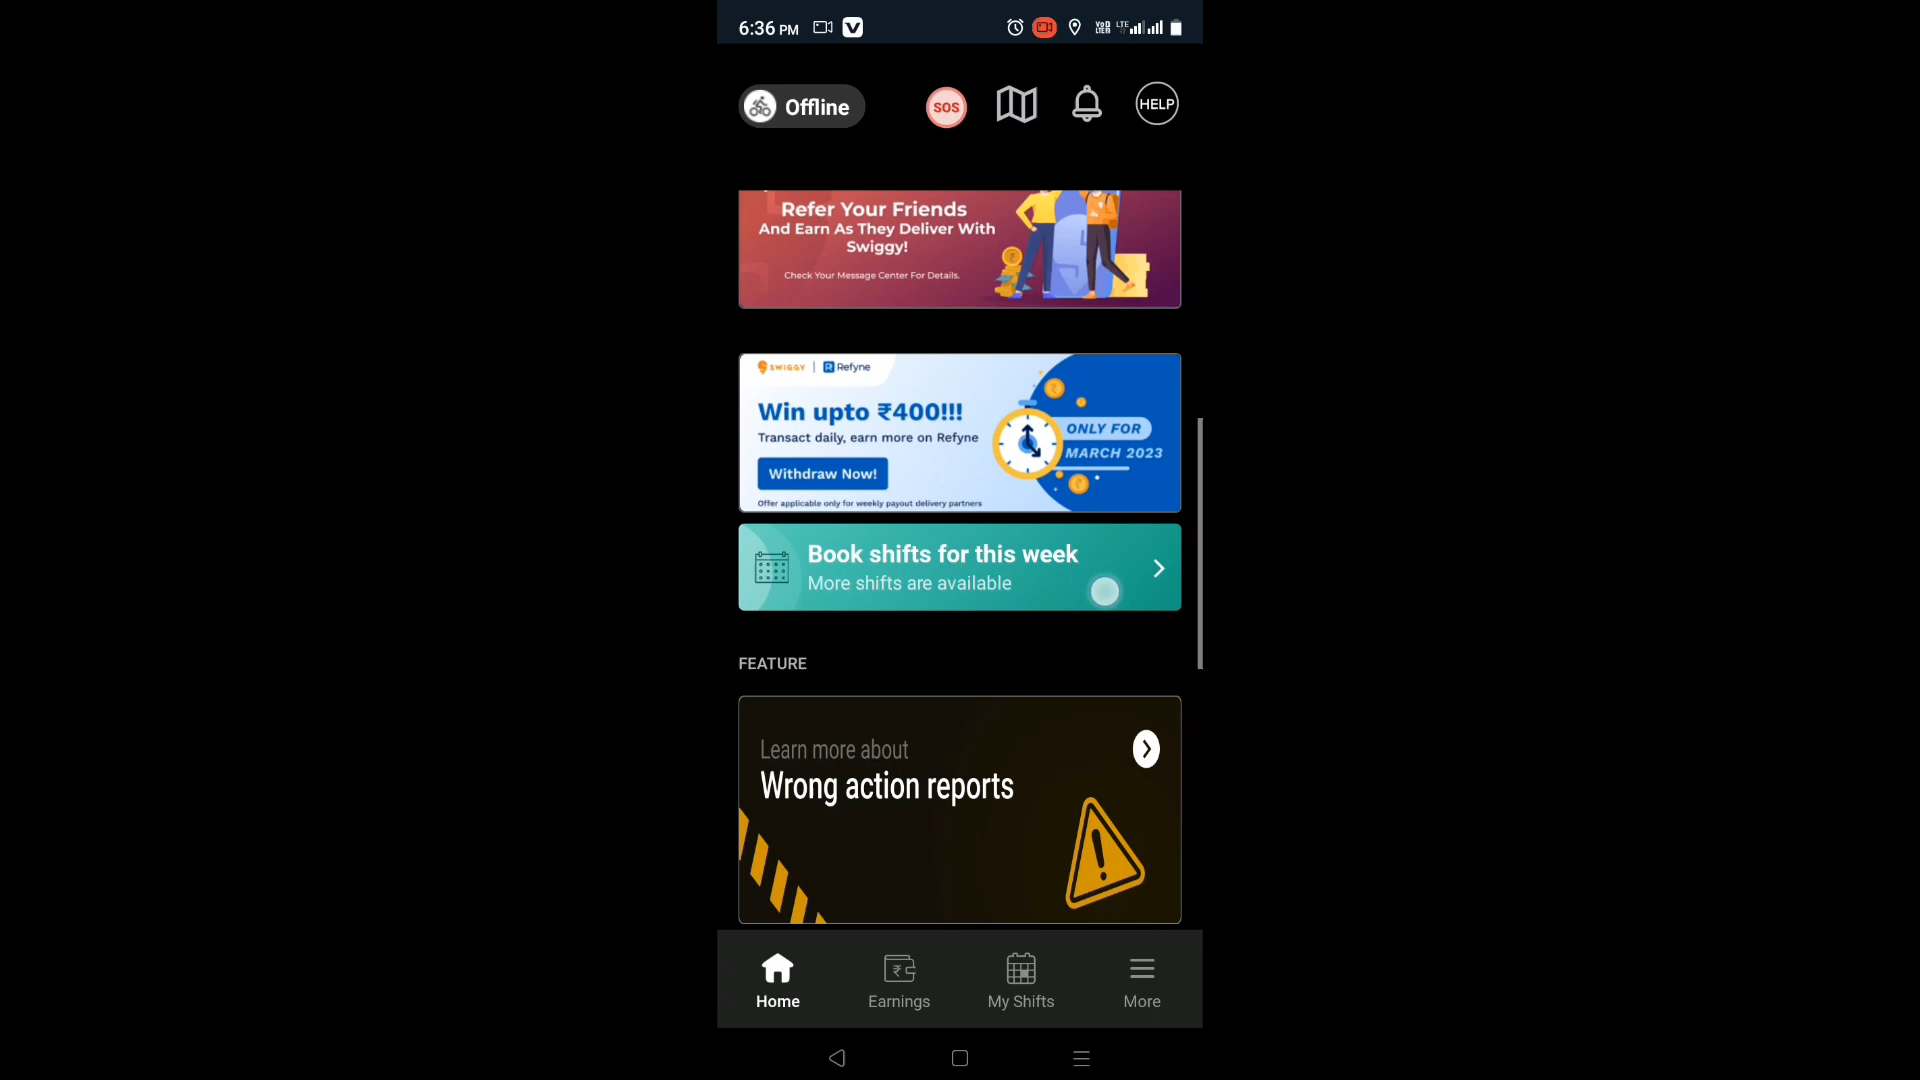 6:36 PM
Offline
SOS
HELP
Refer Your Friends
And Earn As They Deliver With
Swiggy!
Check Your Message Center For Details.
SWIGGY | Refyne
Win upto ₹400!!!
Transact daily, earn more on Refyne
ONLY FOR
MARCH 2023
Withdraw Now!
Offer applicable only for weekly payout delivery partners
Book shifts for this week
More shifts are available
FEATURE
Learn more about
Wrong action reports
Home
Earnings
My Shifts
More